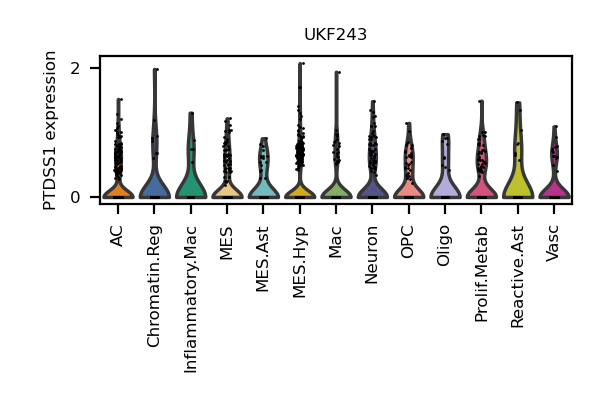 UKF243
PTDSS1 expression
2
0
AC
Chromatin.Reg
Inflammatory.Mac
MES
MES.Ast
MES.Hyp
Mac
Neuron
OPC
Oligo
Prolif.Metab
Reactive.Ast
Vasc